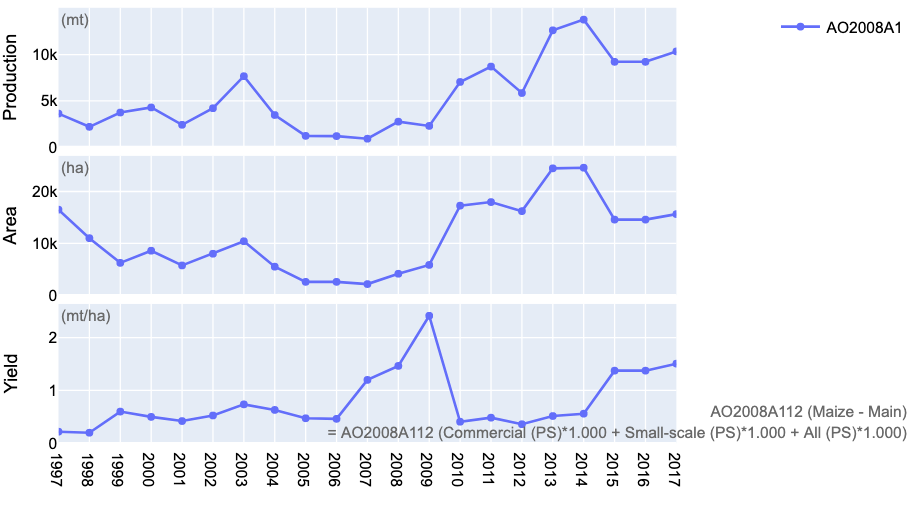 (mt)
AO2008A1
Production
10k
5k
0
(ha)
Area
20k
10k
0
(mt/ha)
Yield
2
1
0
AO2008A112 (Maize - Main)
= AO2008A112 (Commercial (PS)*1.000 + Small-scale (PS)*1.000 + All (PS)*1.000)
1997 1998 1999 2000 2001 2002 2003 2004 2005 2006 2007 2008 2009 2010 2011 2012 2013 2014 2015 2016 2017